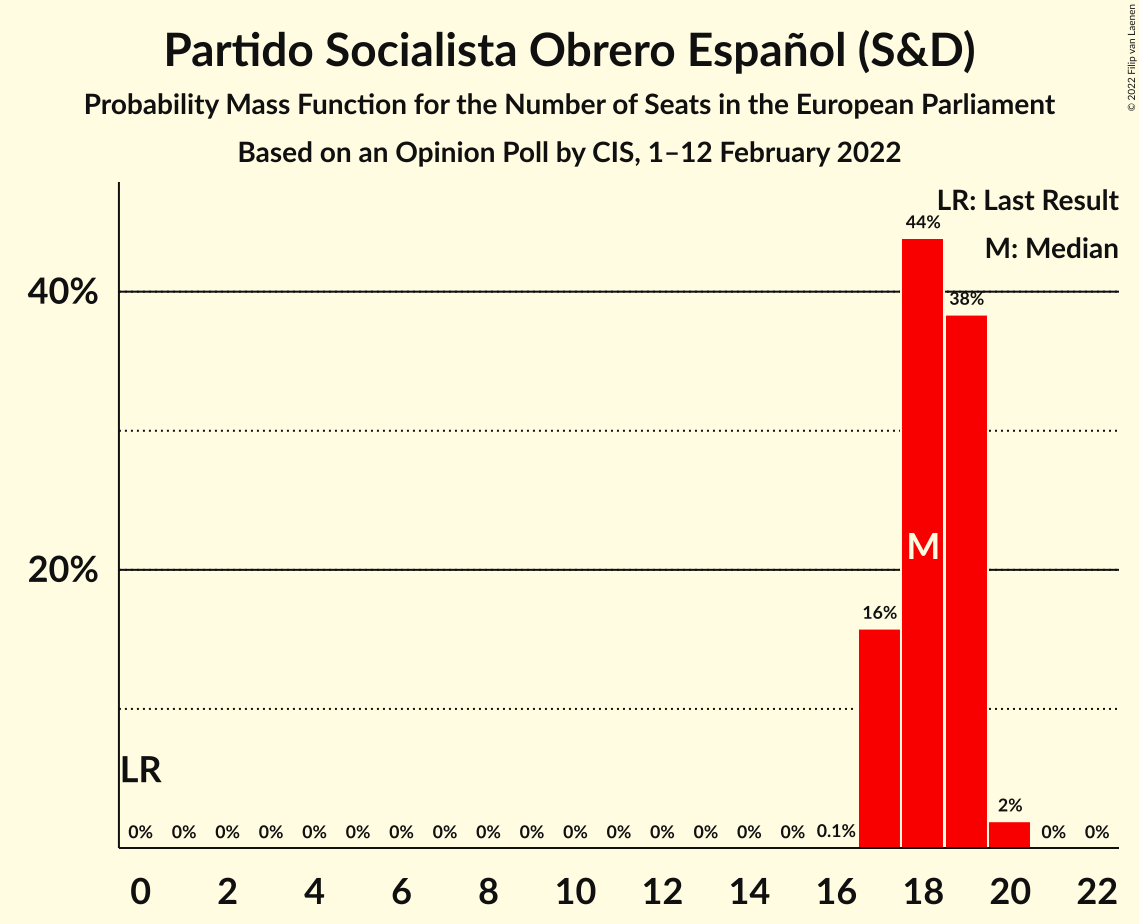 Partido Socialista Obrero Español (S&D)
Probability Mass Function for the Number of Seats in the European Parliament
Based on an Opinion Poll by CIS, 1–12 February 2022
© 2022 Filip van Laenen
LR: Last Result
M: Median
44%
40%
38%
M
20%
16%
LR
2%
0% 0% 0% 0% 0% 0% 0% 0% 0% 0% 0% 0% 0% 0% 0% 0% 0.1% 0% 0%
0 2 4 6 8 10 12 14 16 18 20 22